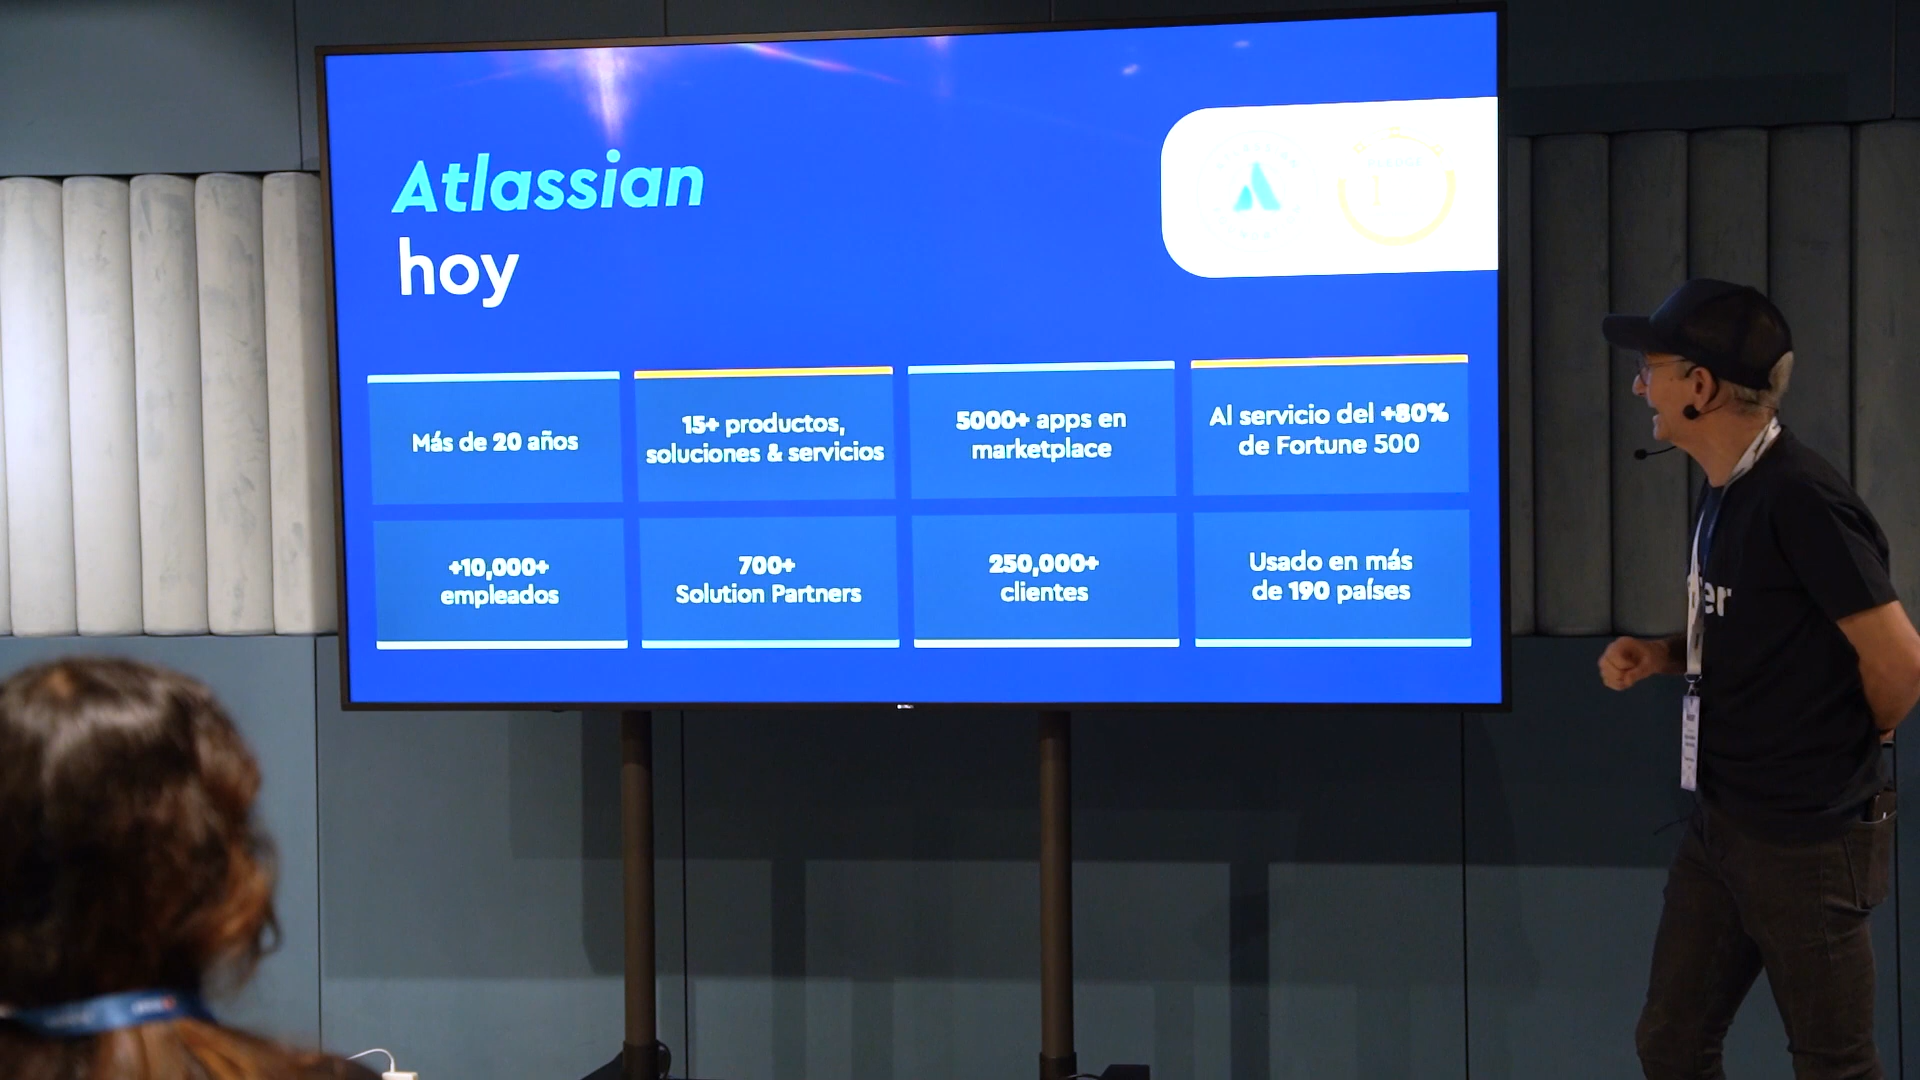 Atlassian
hoy
Más de 20 años
15+ productos,
soluciones & servicios
5000+ apps en
marketplace
Al servicio del +80%
de Fortune 500
+10,000+
empleados
700+
Solution Partners
250,000+
clientes
Usado en más
de 190 países